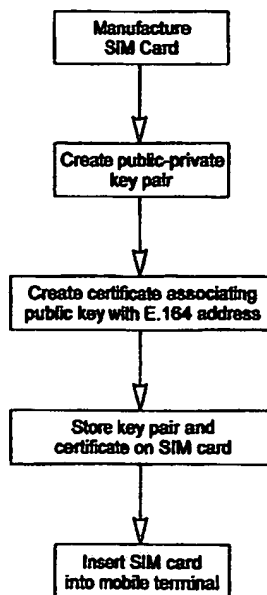 Manufacture
SIM Card
Create public-private
key pair
Create certificate associating
public key with E.164 address
Store key pair and
certificate on SIM card
Insert SIM card
into mobile terminal